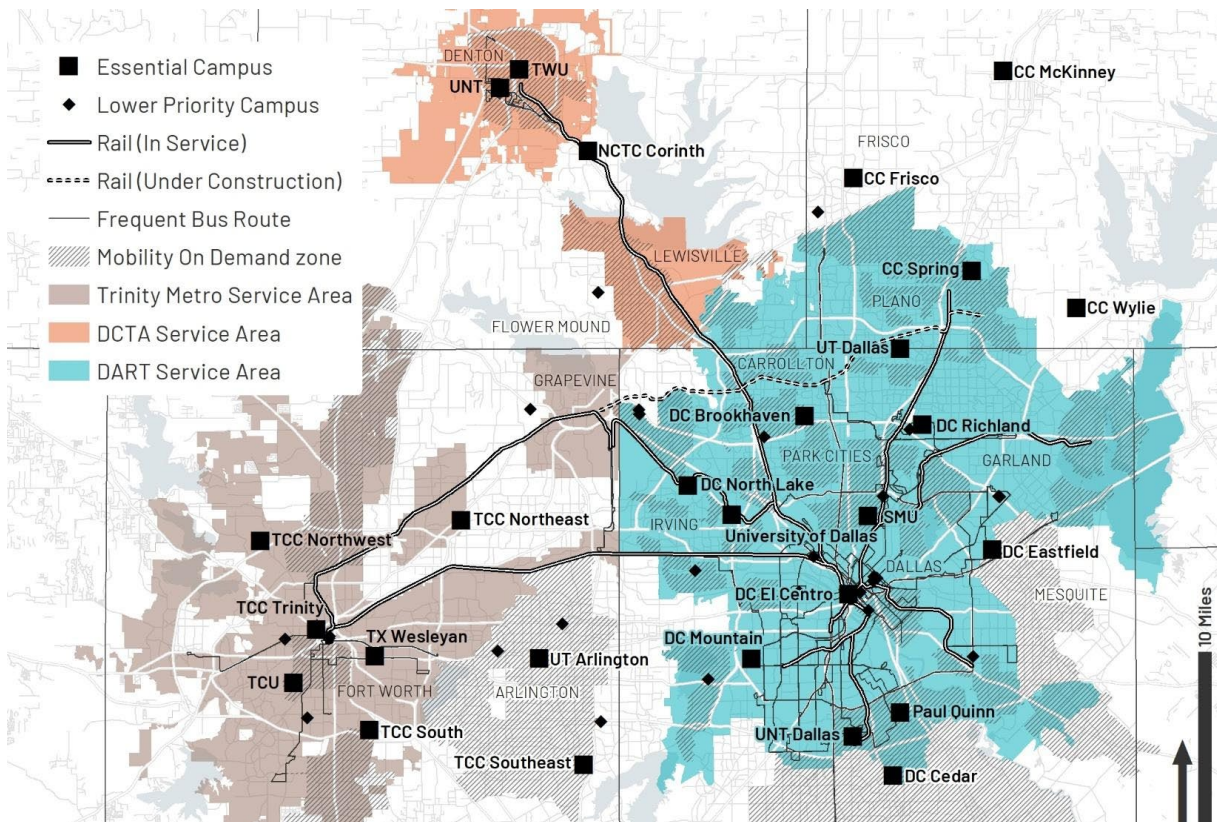 Essential Campus
Lower Priority Campus
Rail (In Service)
Rail (Under Construction)
Frequent Bus Route
Mobility On Demand zone
Trinity Metro Service Area
DCTA Service Area
DART Service Area
DENTON
TWU
UNT
CC McKinney
NCTC Corinth
FRISCO
CC Frisco
LEWISVILLE
CC Spring
PLANO
CC Wylie
FLOWER MOUND
UT Dallas
CARROLLTON
GRAPEVINE
DC Brookhaven
DC Richland
PARK CITIES
GARLAND
DC North Lake
TCC Northeast
IRVING
SMU
University of Dallas
TCC Northwest
DC Eastfield
DALLAS
DC El Centro
MESQUITE
TCC Trinity
TX Wesleyan
DC Mountain
UT Arlington
TCU
FORT WORTH
ARLINGTON
Paul Quinn
TCC South
UNT Dallas
TCC Southeast
DC Cedar
10 Miles